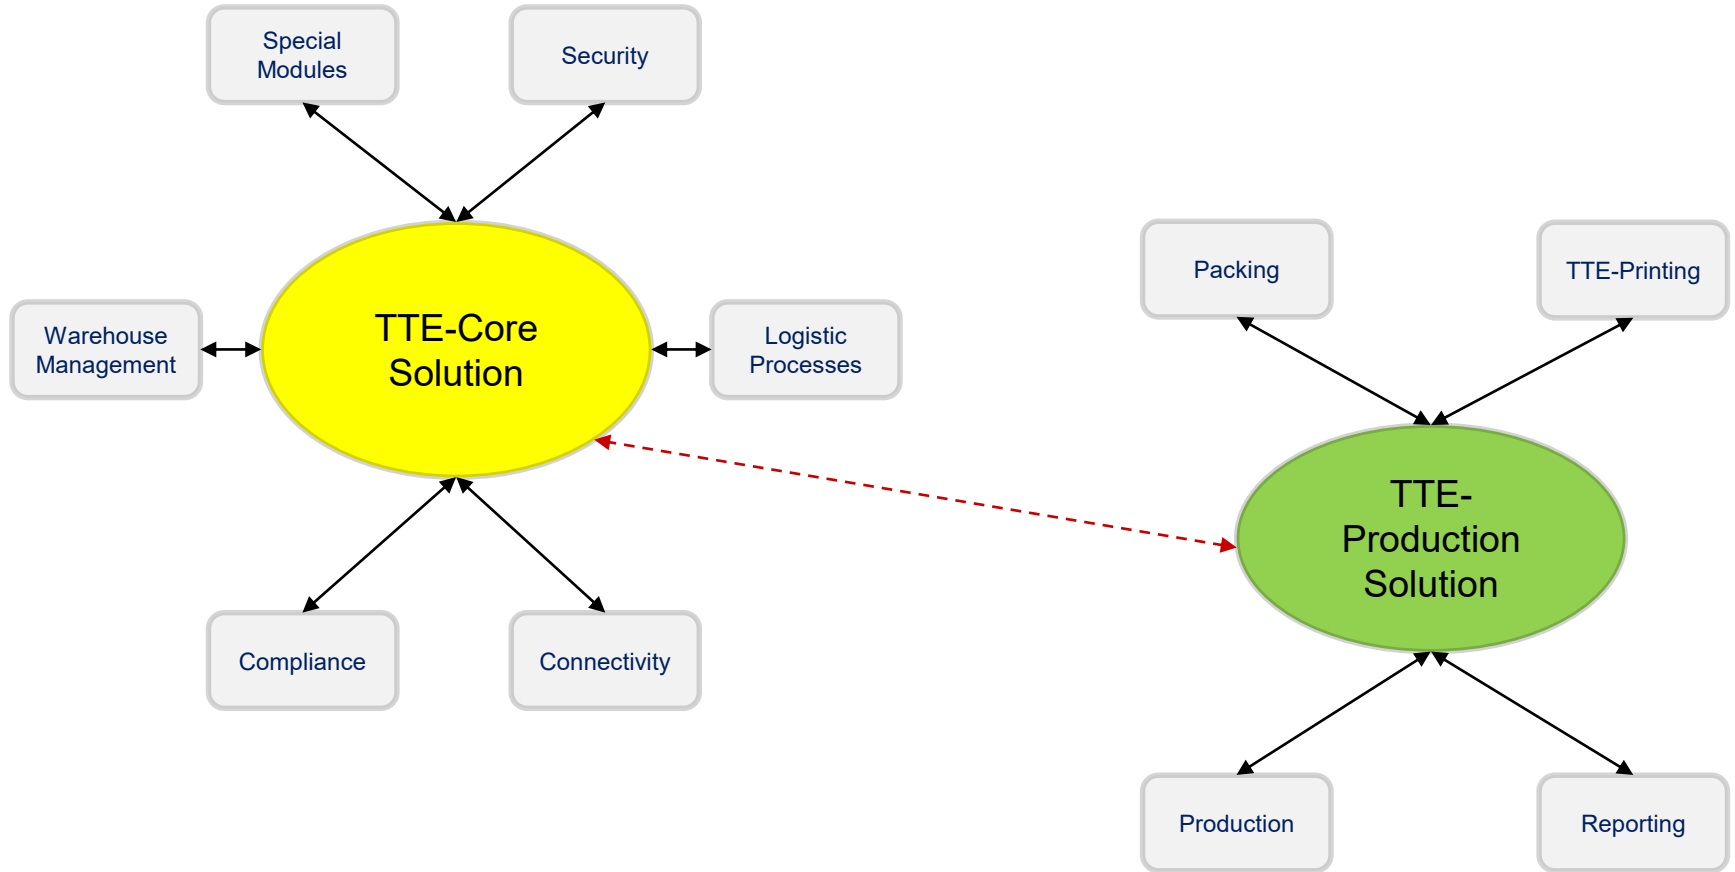 Special
Modules
Security
Warehouse
Management
TTE-Core
Solution
Logistic
Processes
Compliance
Connectivity
Packing
TTE-Printing
TTE-
Production
Solution
Production
Reporting